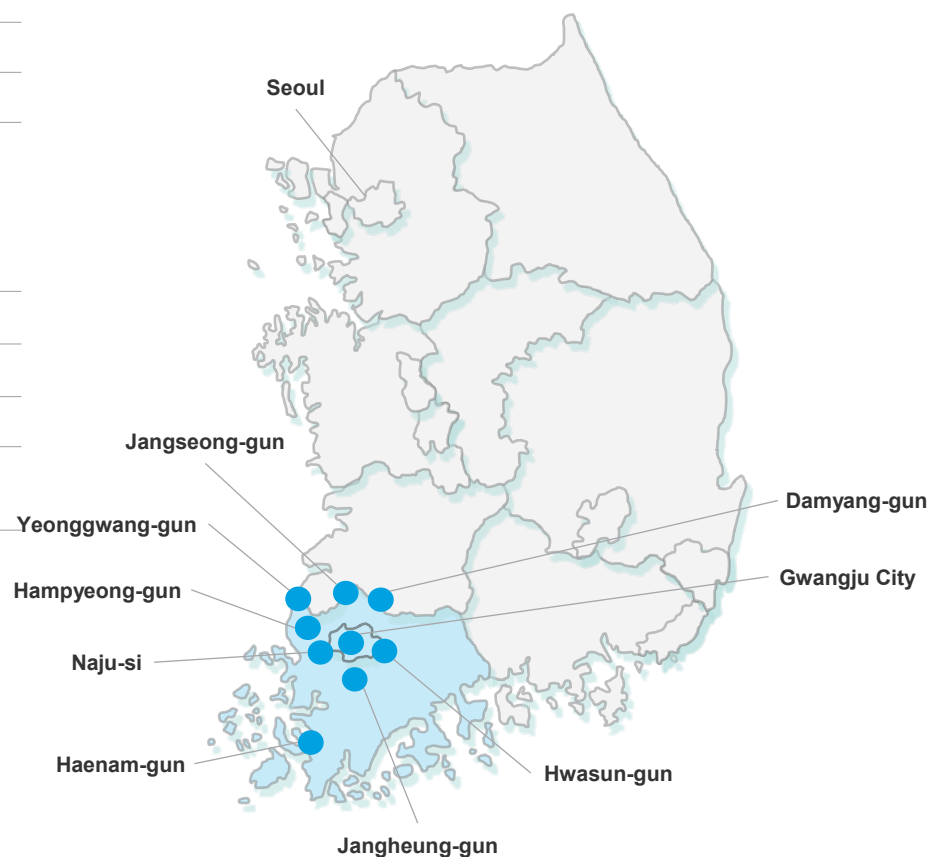 Seoul
Jangseong-gun
Damyang-gun
Yeonggwang-gun
Gwangju City
Hampyeong-gun
Naju-si
Haenam-gun
Hwasun-gun
Jangheung-gun